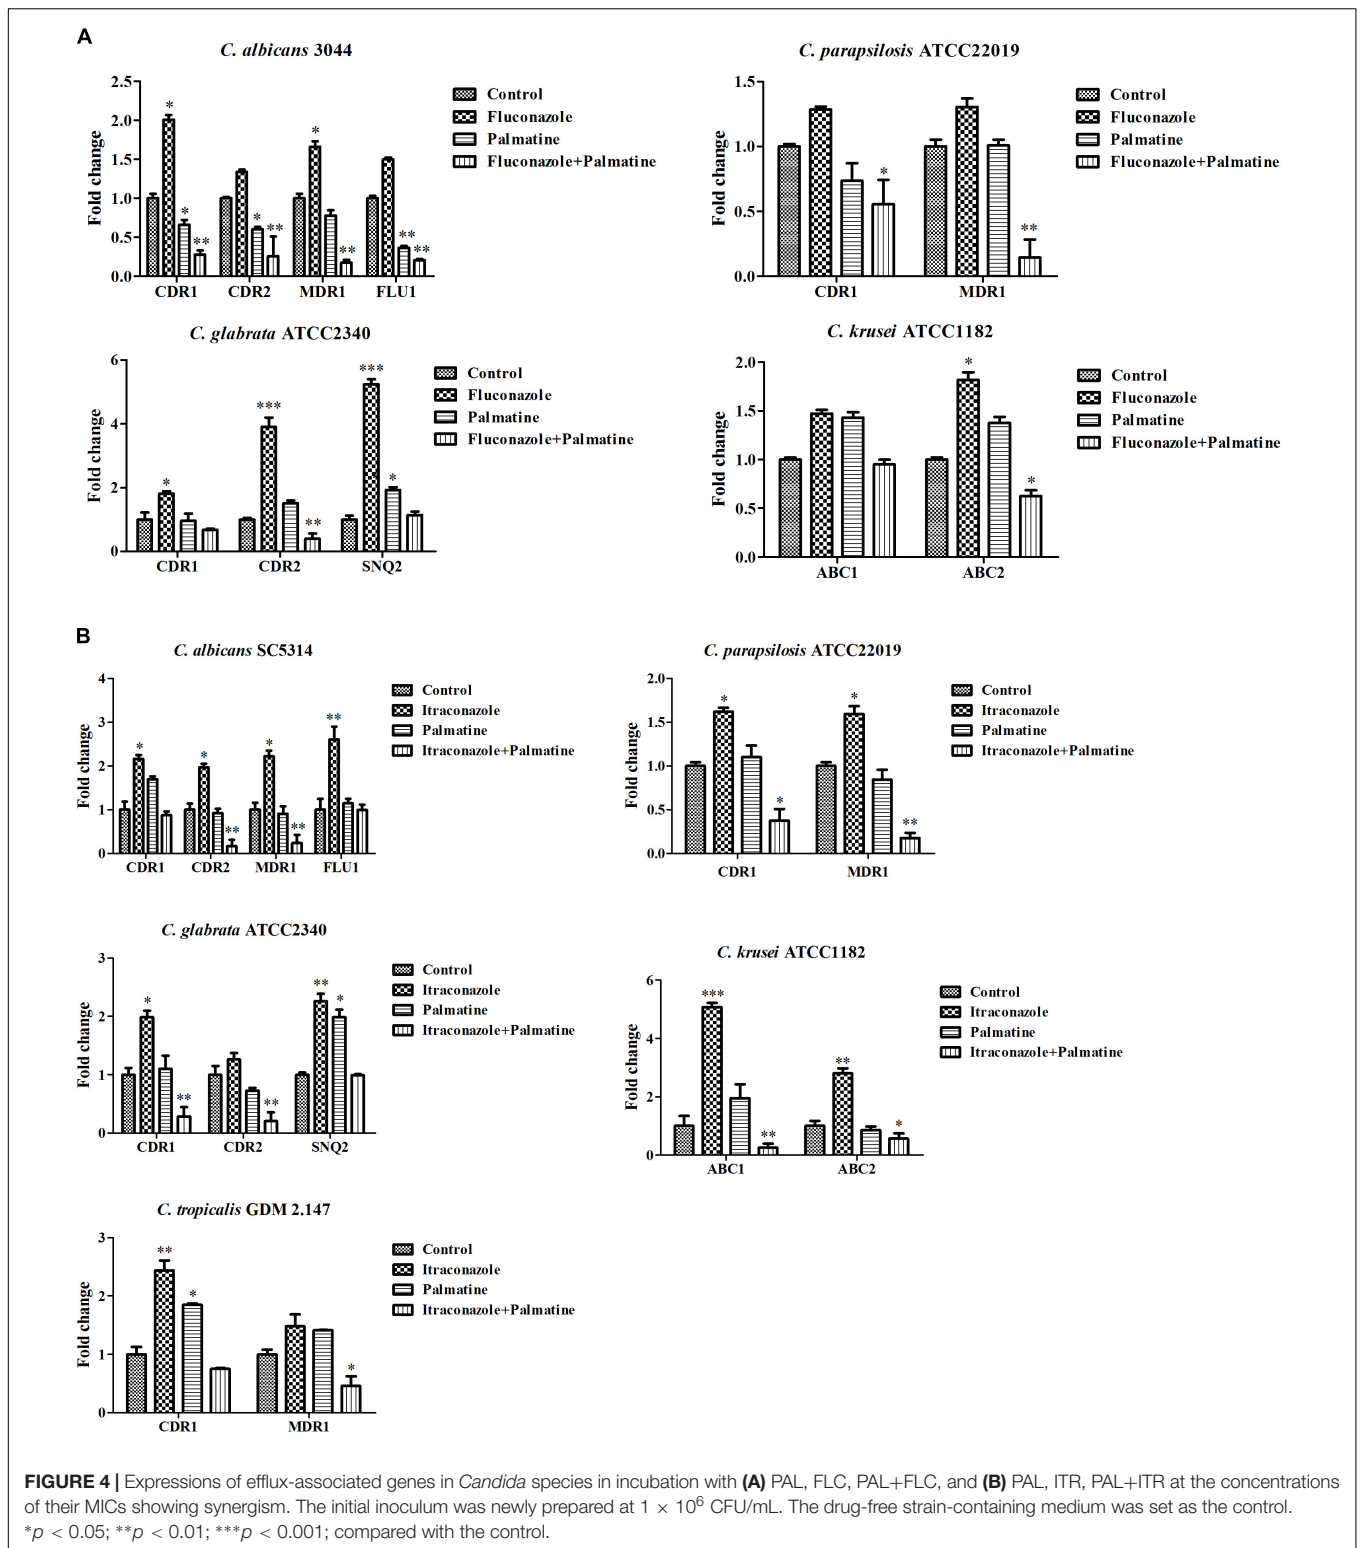 A
C. albicans 3044
2.5
2.0
1.5
1.0
0.5
0.0
Fold change
*
*
**
*
**
*
**
**
**
CDR1 CDR2 MDR1 FLU1
Control
Fluconazole
Palmatine
Fluconazole+Palmatine
C. parapsilosis ATCC22019
1.5
1.0
0.5
0.0
Fold change
*
**
CDR1 MDR1
Control
Fluconazole
Palmatine
Fluconazole+Palmatine
C. glabrata ATCC2340
6
4
2
0
Fold change
*
***
**
***
*
CDR1 CDR2 SNQ2
Control
Fluconazole
Palmatine
Fluconazole+Palmatine
C. krusei ATCC1182
2.0
1.5
1.0
0.5
0.0
Fold change
*
*
ABC1 ABC2
Control
Fluconazole
Palmatine
Fluconazole+Palmatine
B
C. albicans SC5314
4
3
2
1
0
Fold change
*
*
**
*
**
**
CDR1 CDR2 MDR1 FLU1
Control
Itraconazole
Palmatine
Itraconazole+Palmatine
C. parapsilosis ATCC22019
2.0
1.5
1.0
0.5
0.0
Fold change
*
*
*
**
CDR1 MDR1
Control
Itraconazole
Palmatine
Itraconazole+Palmatine
C. glabrata ATCC2340
3
2
1
0
Fold change
*
**
**
**
*
CDR1 CDR2 SNQ2
Control
Itraconazole
Palmatine
Itraconazole+Palmatine
C. krusei ATCC1182
6
4
2
0
Fold change
***
**
**
*
ABC1 ABC2
Control
Itraconazole
Palmatine
Itraconazole+Palmatine
C. tropicalis GDM 2.147
3
2
1
0
Fold change
**
*
*
CDR1 MDR1
Control
Itraconazole
Palmatine
Itraconazole+Palmatine
FIGURE 4 | Expressions of efflux-associated genes in Candida species in incubation with (A) PAL, FLC, PAL+FLC, and (B) PAL, ITR, PAL+ITR at the concentrations
of their MICs showing synergism. The initial inoculum was newly prepared at 1 × 10⁶ CFU/mL. The drug-free strain-containing medium was set as the control.
*p < 0.05; **p < 0.01; ***p < 0.001; compared with the control.